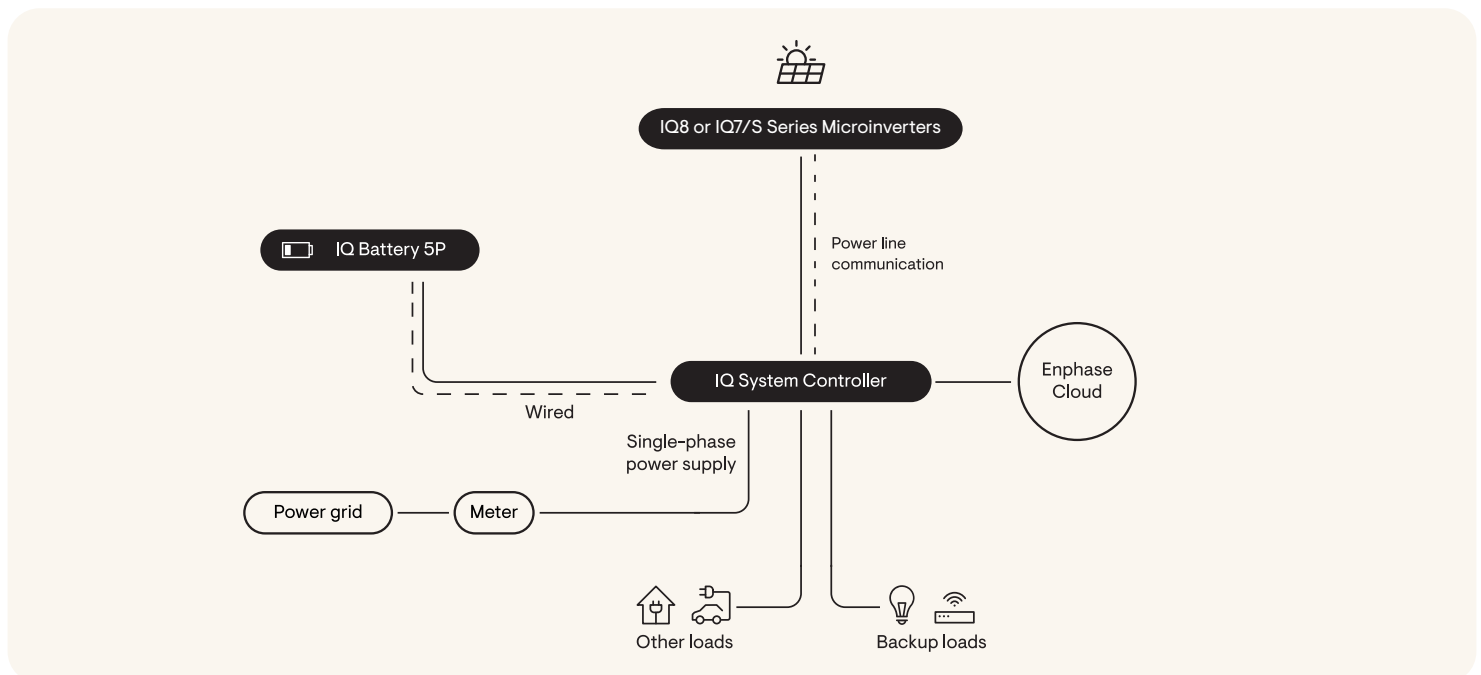 IQ8 or IQ7/S Series Microinverters
IQ Battery 5P
Power line
communication
IQ System Controller
Enphase
Cloud
Wired
Single-phase
power supply
Power grid
Meter
Other loads
Backup loads